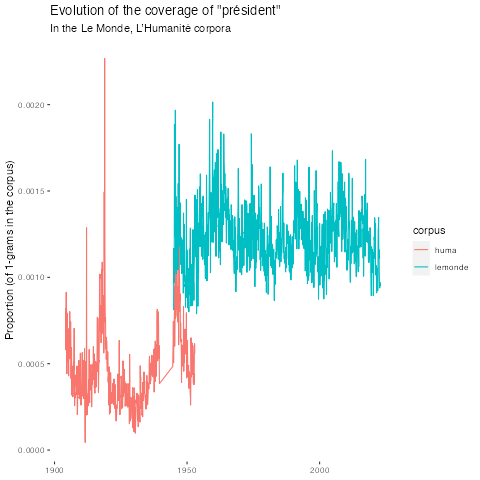 Evolution of the coverage of "président"
In the Le Monde, L'Humanité corpora
Proportion (of 1-grams in the corpus)
0.0020
0.0015
0.0010
0.0005
0.0000
1900
1950
2000
corpus
huma
lemonde